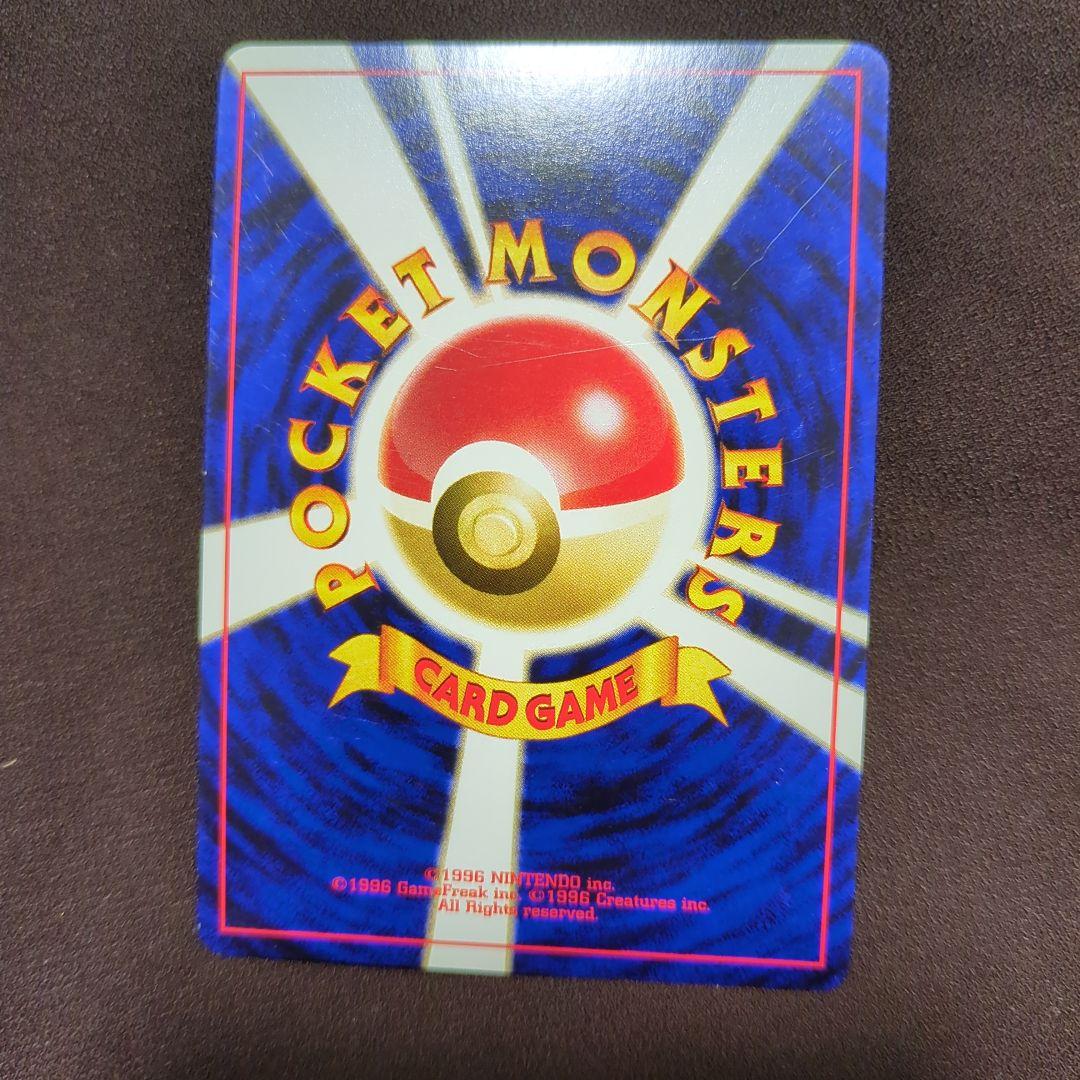 POCKET MONSTERS
CARD GAME
©1996 NINTENDO inc.
©1996 GameFreak inc. ©1996 Creatures inc.
All Rights reserved.